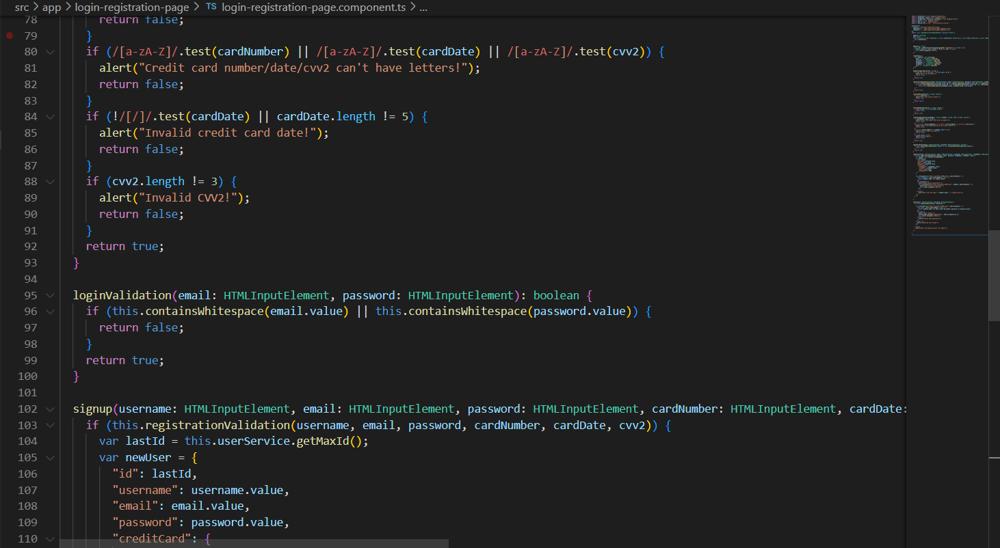 src > app > login-registration-page > TS login-registration-page.component.ts > ...
78 return false;
79 }
80 if (/[a-zA-Z]/.test(cardNumber) || /[a-zA-Z]/.test(cardDate) || /[a-zA-Z]/.test(cvv2)) {
81 alert("Credit card number/date/cvv2 can't have letters!");
82 return false;
83 }
84 if (!/[/]/.test(cardDate) || cardDate.length != 5) {
85 alert("Invalid credit card date!");
86 return false;
87 }
88 if (cvv2.length != 3) {
89 alert("Invalid CVV2!");
90 return false;
91 }
92 return true;
93 }
94
95 loginValidation(email: HTMLInputElement, password: HTMLInputElement): boolean {
96 if (this.containsWhitespace(email.value) || this.containsWhitespace(password.value)) {
97 return false;
98 }
99 return true;
100 }
101
102 signup(username: HTMLInputElement, email: HTMLInputElement, password: HTMLInputElement, cardNumber: HTMLInputElement, cardDate:
103 if (this.registrationValidation(username, email, password, cardNumber, cardDate, cvv2)) {
104 var lastId = this.userService.getMaxId();
105 var newUser = {
106 "id": lastId,
107 "username": username.value,
108 "email": email.value,
109 "password": password.value,
110 "creditCard": {